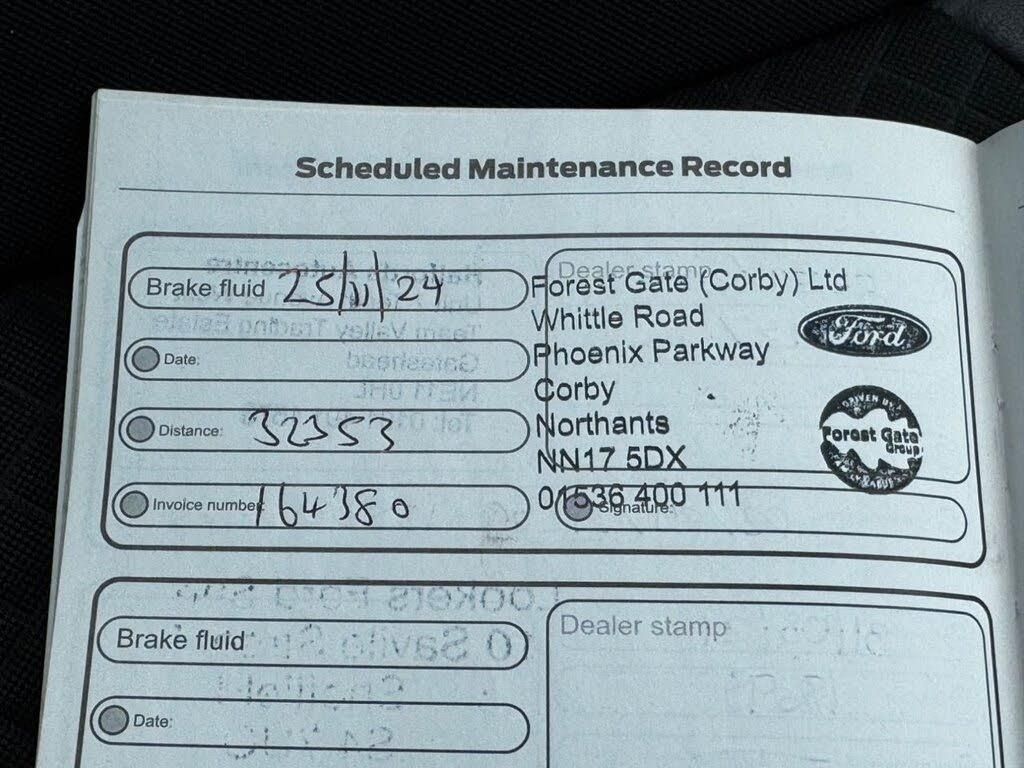 Scheduled Maintenance Record
Brake fluid 25/11/24
Dealer stamp
Forest Gate (Corby) Ltd
Whittle Road
Phoenix Parkway
Corby
Northants
NN17 5DX
01536 400 111
Ford
DRIVEN BY
Forest Gate
Group
Date:
Distance: 32353
Invoice number 164380
Signature:
Brake fluid
Dealer stamp
Date: